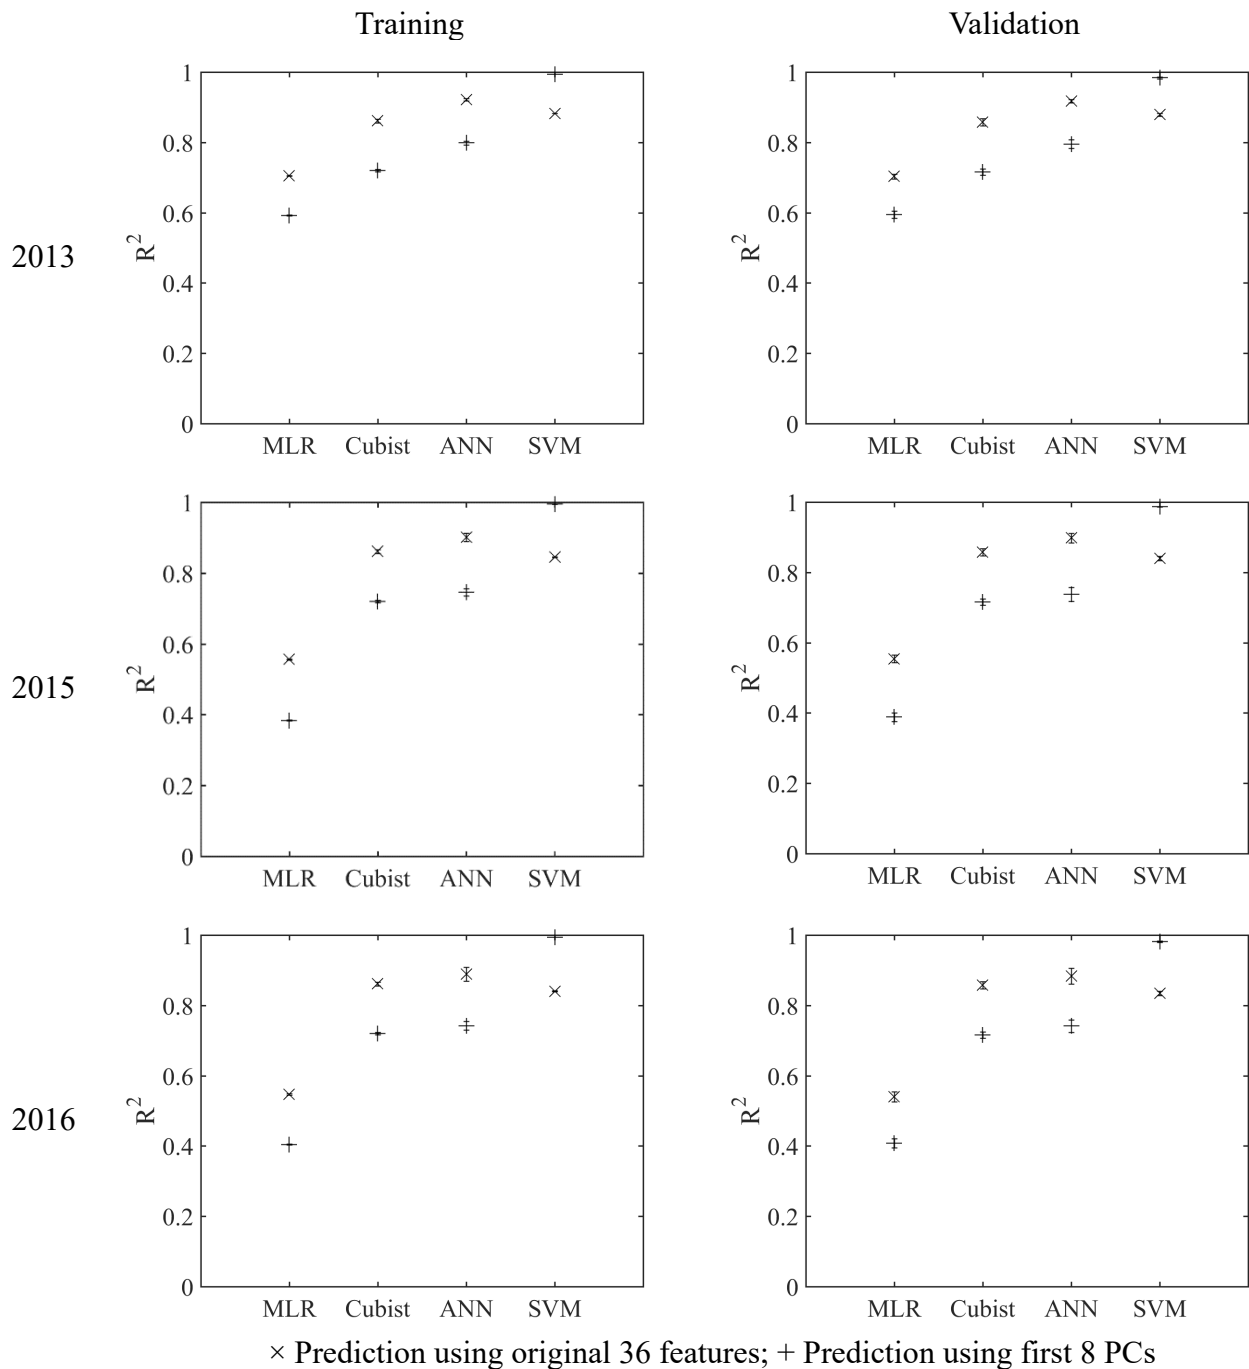 Training
Validation
2013
R²
1
0.8
0.6
0.4
0.2
0
MLR Cubist ANN SVM
R²
1
0.8
0.6
0.4
0.2
0
MLR Cubist ANN SVM
2015
R²
1
0.8
0.6
0.4
0.2
0
MLR Cubist ANN SVM
R²
1
0.8
0.6
0.4
0.2
0
MLR Cubist ANN SVM
2016
R²
1
0.8
0.6
0.4
0.2
0
MLR Cubist ANN SVM
R²
1
0.8
0.6
0.4
0.2
0
MLR Cubist ANN SVM
× Prediction using original 36 features; + Prediction using first 8 PCs